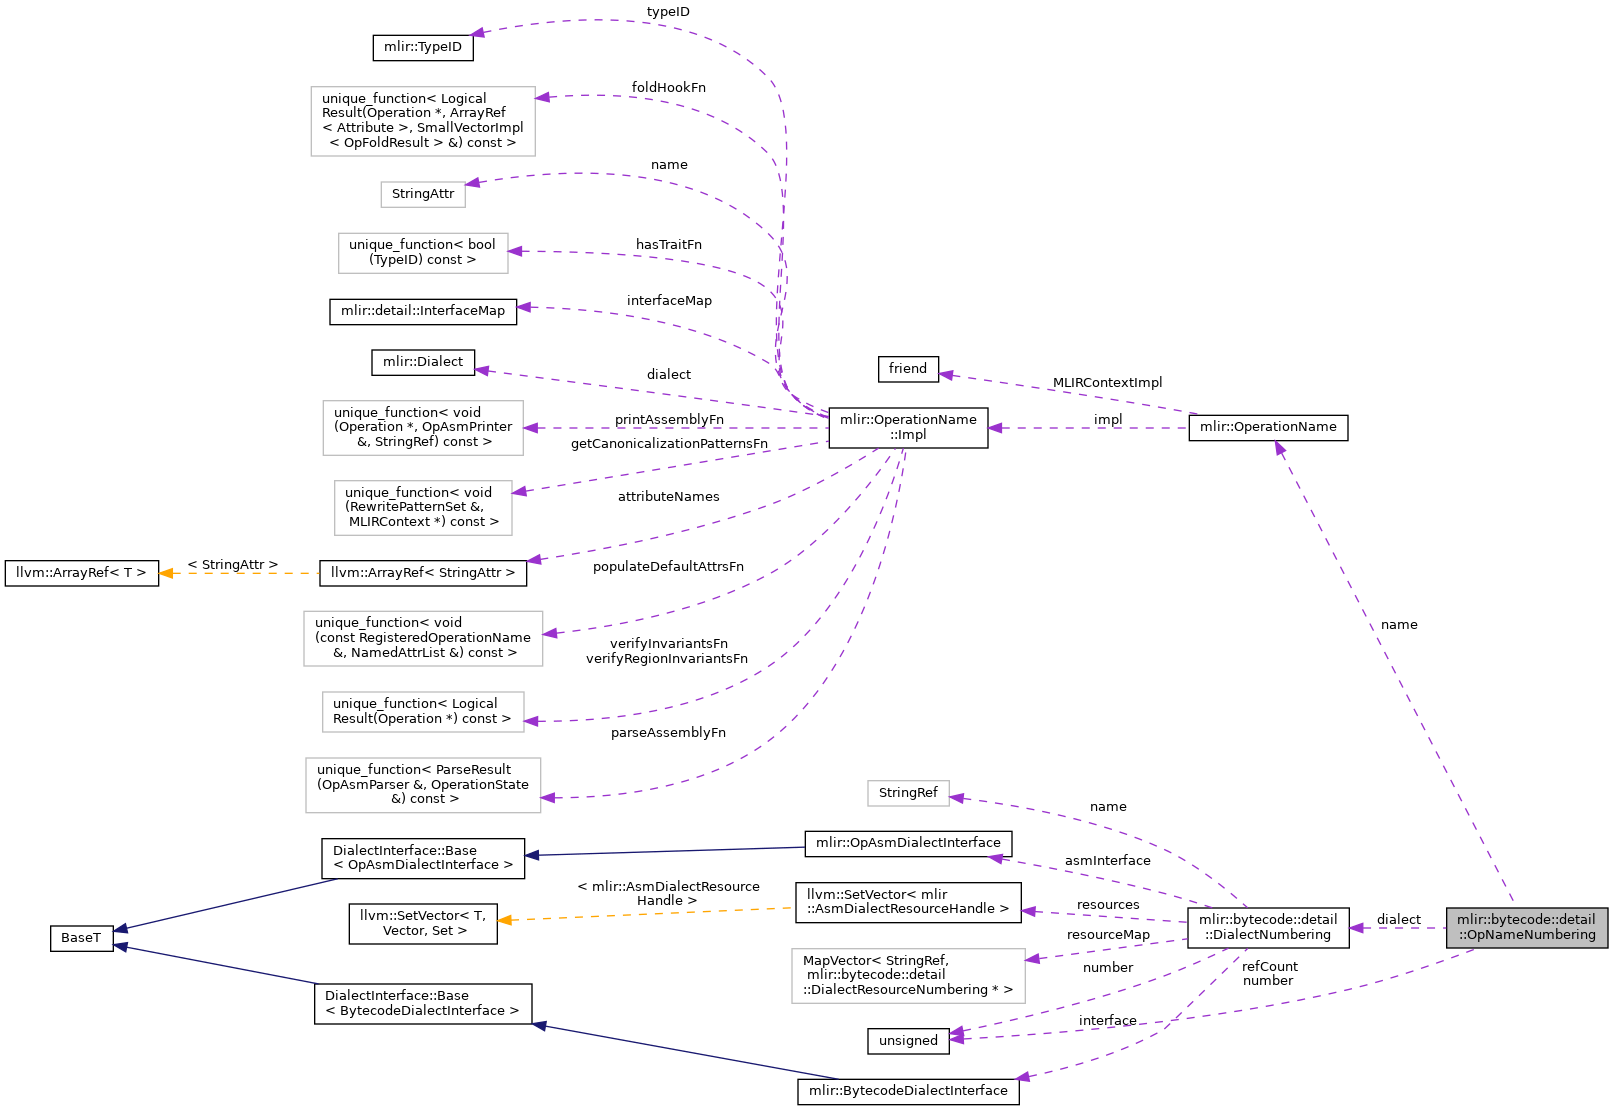 typeID
mlir::TypeID
foldHookFn
unique_function< Logical
Result(Operation *, ArrayRef
< Attribute >, SmallVectorImpl
< OpFoldResult > &) const >
name
StringAttr
hasTraitFn
unique_function< bool
(TypeID) const >
interfaceMap
mlir::detail::InterfaceMap
mlir::Dialect
dialect
friend
MLIRContextImpl
unique_function< void
(Operation *, OpAsmPrinter
&, StringRef) const >
printAssemblyFn
mlir::OperationName
::Impl
impl
mlir::OperationName
getCanonicalizationPatternsFn
unique_function< void
(RewritePatternSet &,
MLIRContext *) const >
attributeNames
llvm::ArrayRef< T >
< StringAttr >
llvm::ArrayRef< StringAttr >
populateDefaultAttrsFn
unique_function< void
(const RegisteredOperationName
&, NamedAttrList &) const >
name
verifyInvariantsFn
verifyRegionInvariantsFn
unique_function< Logical
Result(Operation *) const >
parseAssemblyFn
unique_function< ParseResult
(OpAsmParser &, OperationState
&) const >
StringRef
name
DialectInterface::Base
< OpAsmDialectInterface >
mlir::OpAsmDialectInterface
asmInterface
< mlir::AsmDialectResource
Handle >
llvm::SetVector< mlir
::AsmDialectResourceHandle >
resources
llvm::SetVector< T,
Vector, Set >
BaseT
mlir::bytecode::detail
::DialectNumbering
dialect
mlir::bytecode::detail
::OpNameNumbering
resourceMap
MapVector< StringRef,
mlir::bytecode::detail
::DialectResourceNumbering * >
number
refCount
number
DialectInterface::Base
< BytecodeDialectInterface >
interface
unsigned
mlir::BytecodeDialectInterface